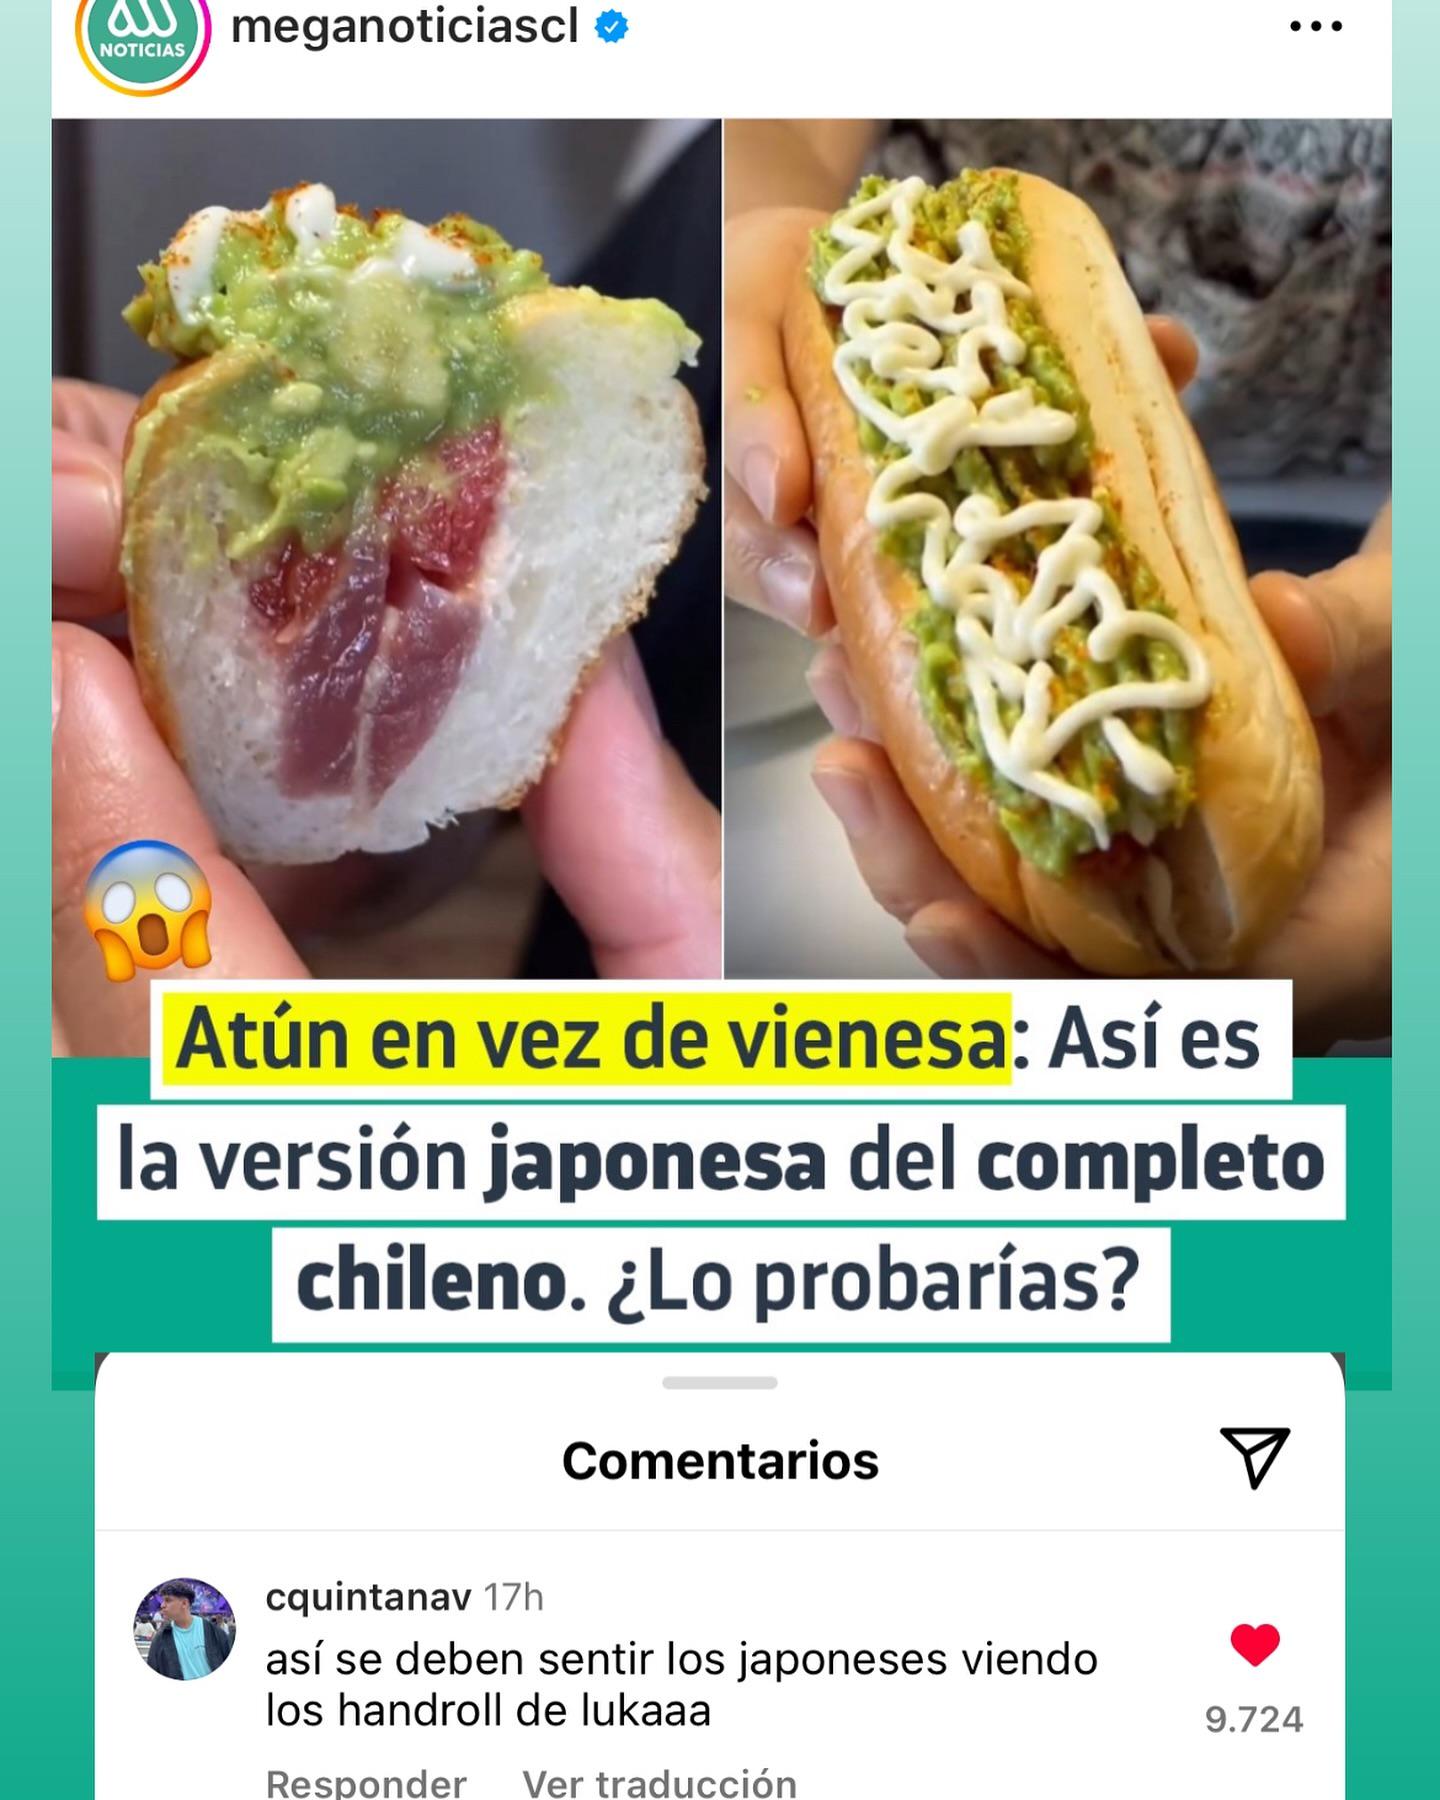 NOTICIAS
meganoticiascl
Atún en vez de vienesa: Así es
la versión japonesa del completo
chileno. ¿Lo probarías?
Comentarios
cquintanav 17h
así se deben sentir los japoneses viendo
los handroll de lukaaa
9.724
Responder Ver traducción